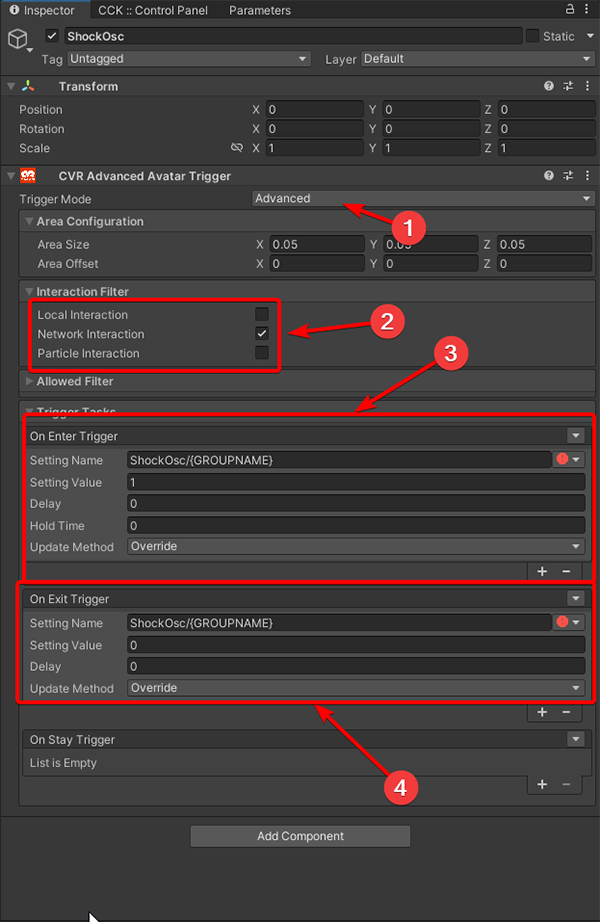 Inspector CCK :: Control Panel Parameters
ShockOsc Static
Tag Untagged Layer Default
Transform
Position X 0 Y 0 Z 0
Rotation X 0 Y 0 Z 0
Scale X 1 Y 1 Z 1
CVR Advanced Avatar Trigger
Trigger Mode Advanced
1
Area Configuration
Area Size X 0.05 Y 0.05 Z 0.05
Area Offset X 0 Y 0 Z 0
Interaction Filter
Local Interaction
Network Interaction
2
Particle Interaction
3
Allowed Filter
Trigger Tasks
On Enter Trigger
Setting Name ShockOsc/{GROUPNAME}
Setting Value 1
Delay 0
Hold Time 0
Update Method Override
+ −
On Exit Trigger
Setting Name ShockOsc/{GROUPNAME}
Setting Value 0
Delay 0
Update Method Override
+ −
On Stay Trigger
List is Empty
+ −
4
Add Component